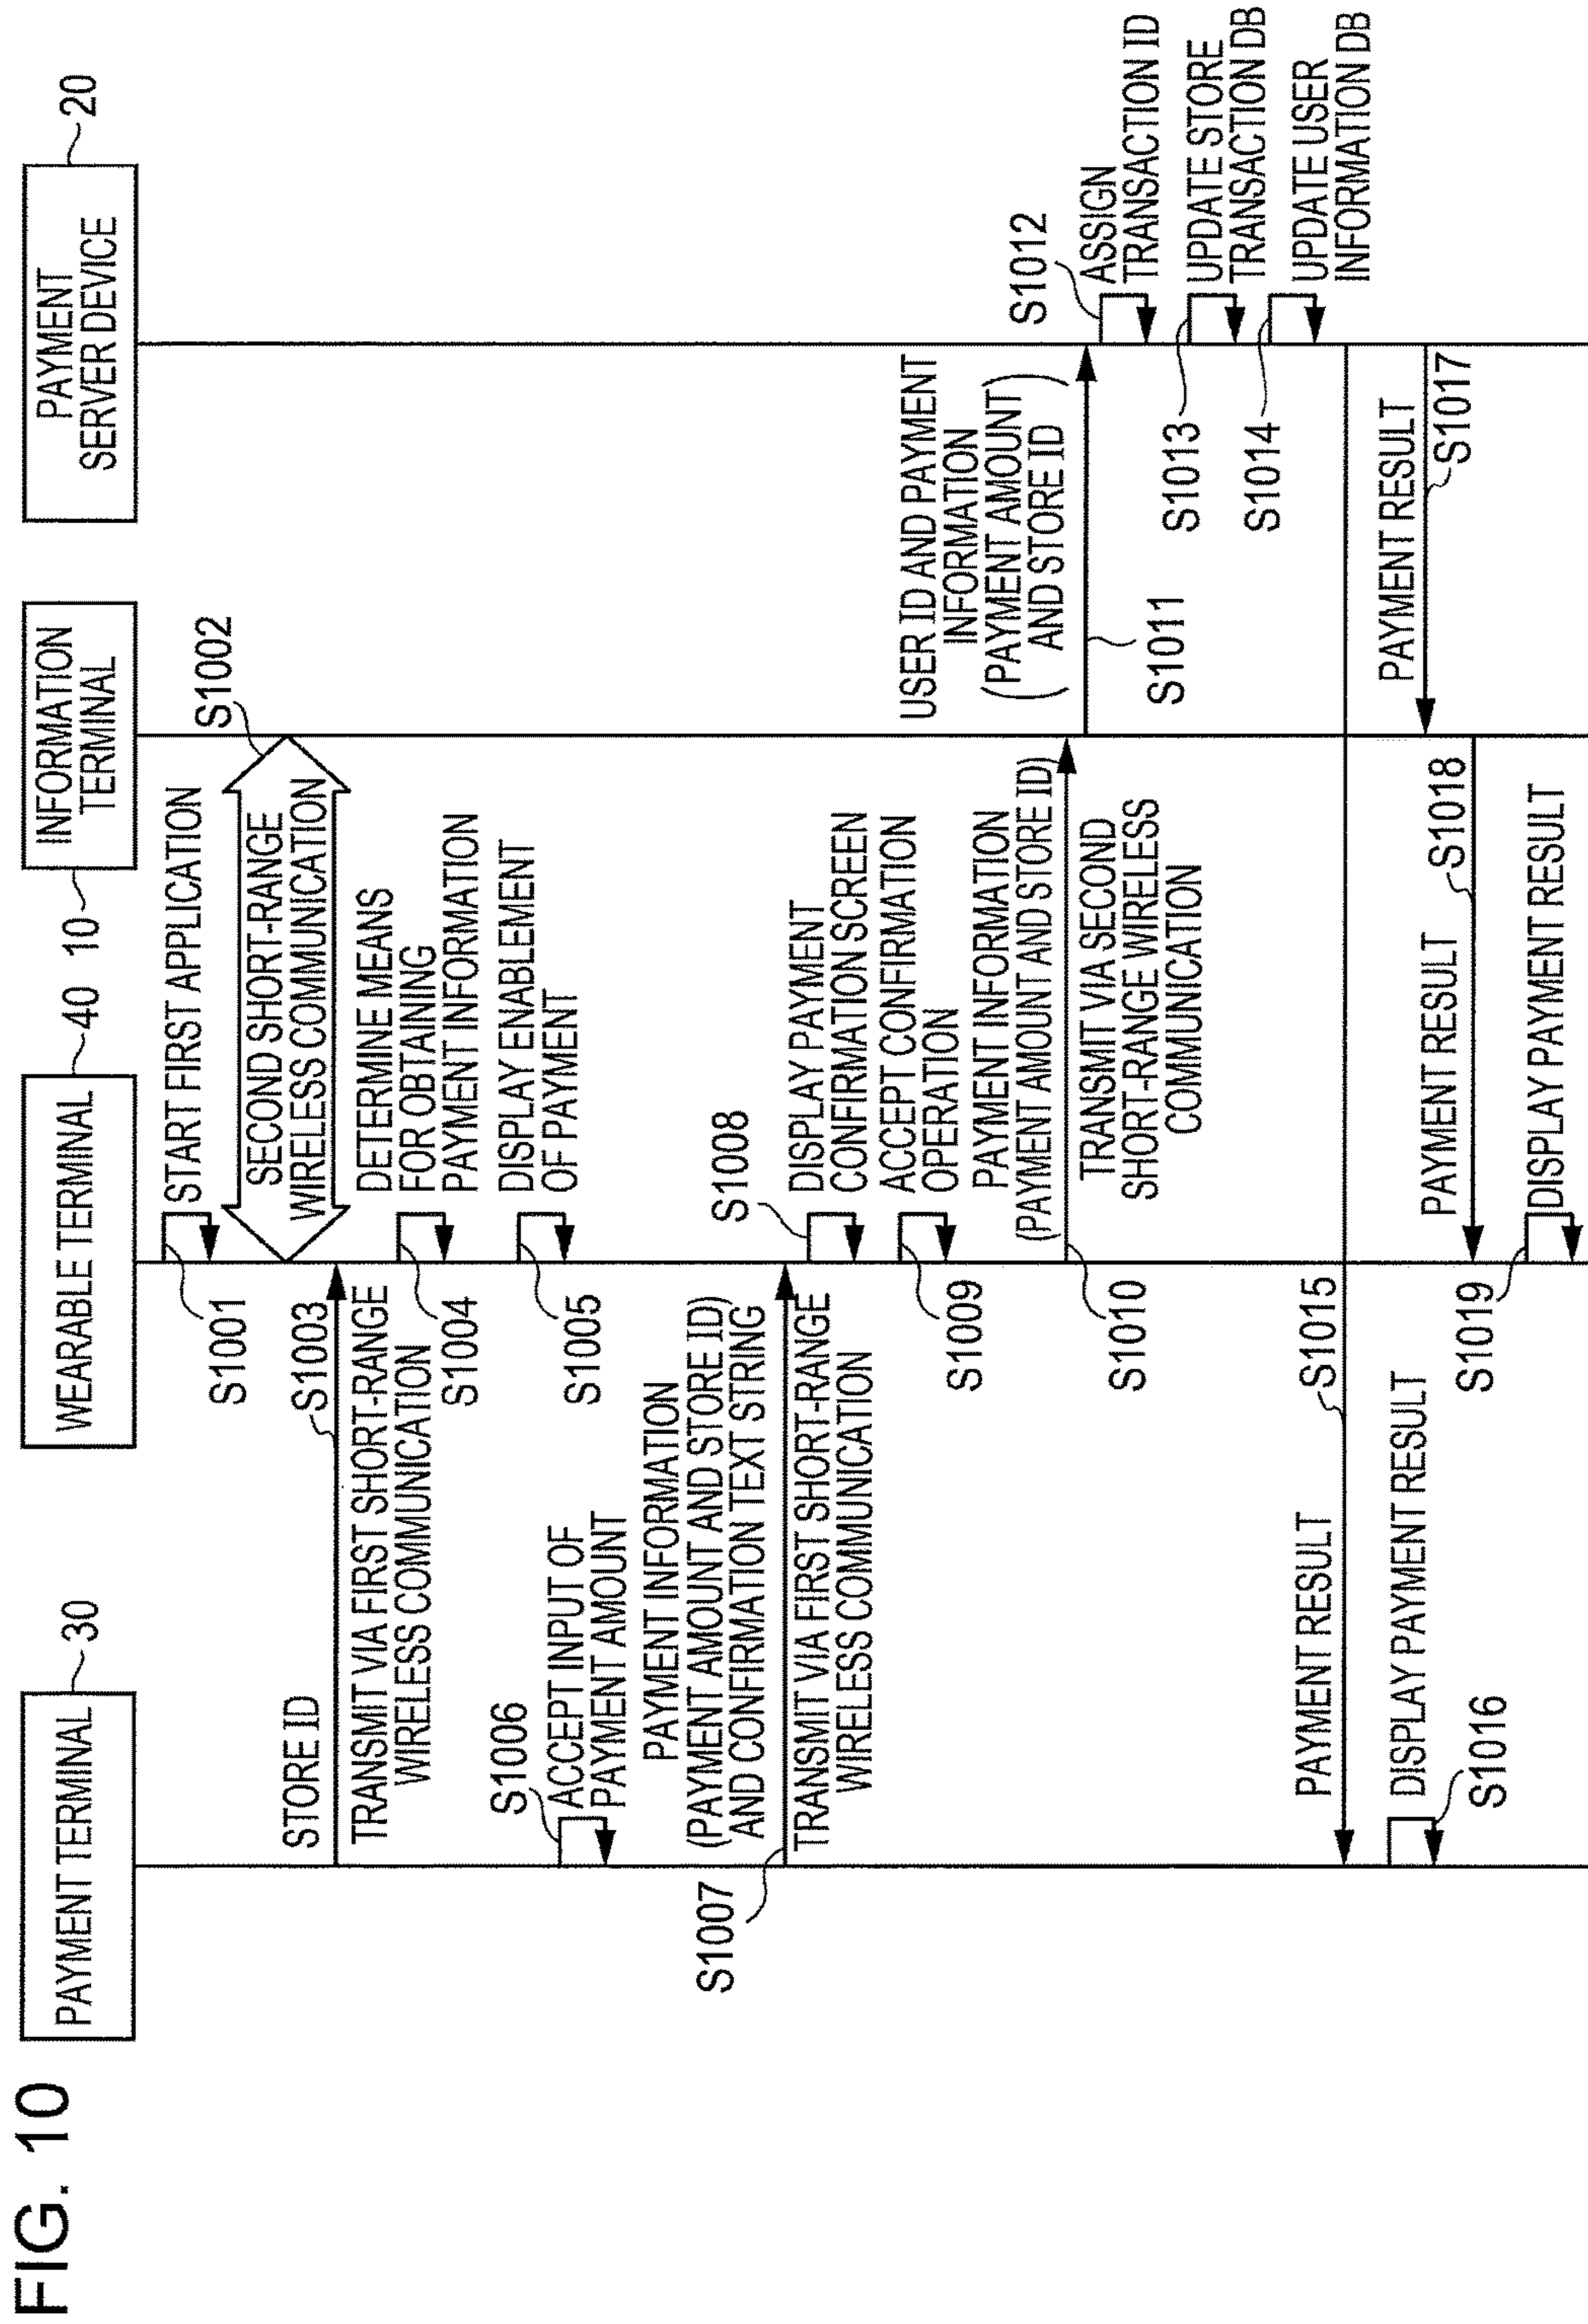 FIG. 10
PAYMENT TERMINAL
30
WEARABLE TERMINAL
40
INFORMATION
TERMINAL
10
PAYMENT
SERVER DEVICE
20
START FIRST APPLICATION
S1001
S1002
SECOND SHORT-RANGE
WIRELESS COMMUNICATION
STORE ID
S1003
TRANSMIT VIA FIRST SHORT-RANGE
WIRELESS COMMUNICATION
DETERMINE MEANS
FOR OBTAINING
PAYMENT INFORMATION
S1004
DISPLAY ENABLEMENT
OF PAYMENT
S1005
S1006
ACCEPT INPUT OF
PAYMENT AMOUNT
PAYMENT INFORMATION
(PAYMENT AMOUNT AND STORE ID)
AND CONFIRMATION TEXT STRING
S1007
TRANSMIT VIA FIRST SHORT-RANGE
WIRELESS COMMUNICATION
S1008
DISPLAY PAYMENT
CONFIRMATION SCREEN
ACCEPT CONFIRMATION
OPERATION
S1009
PAYMENT INFORMATION
(PAYMENT AMOUNT AND STORE ID)
S1010
TRANSMIT VIA SECOND
SHORT-RANGE WIRELESS
COMMUNICATION
USER ID AND PAYMENT
INFORMATION
(PAYMENT AMOUNT
AND STORE ID)
S1011
S1012
ASSIGN
TRANSACTION ID
S1013
UPDATE STORE
TRANSACTION DB
S1014
UPDATE USER
INFORMATION DB
PAYMENT RESULT
S1015
DISPLAY PAYMENT RESULT
S1016
PAYMENT RESULT
S1017
PAYMENT RESULT
S1018
S1019
DISPLAY PAYMENT RESULT